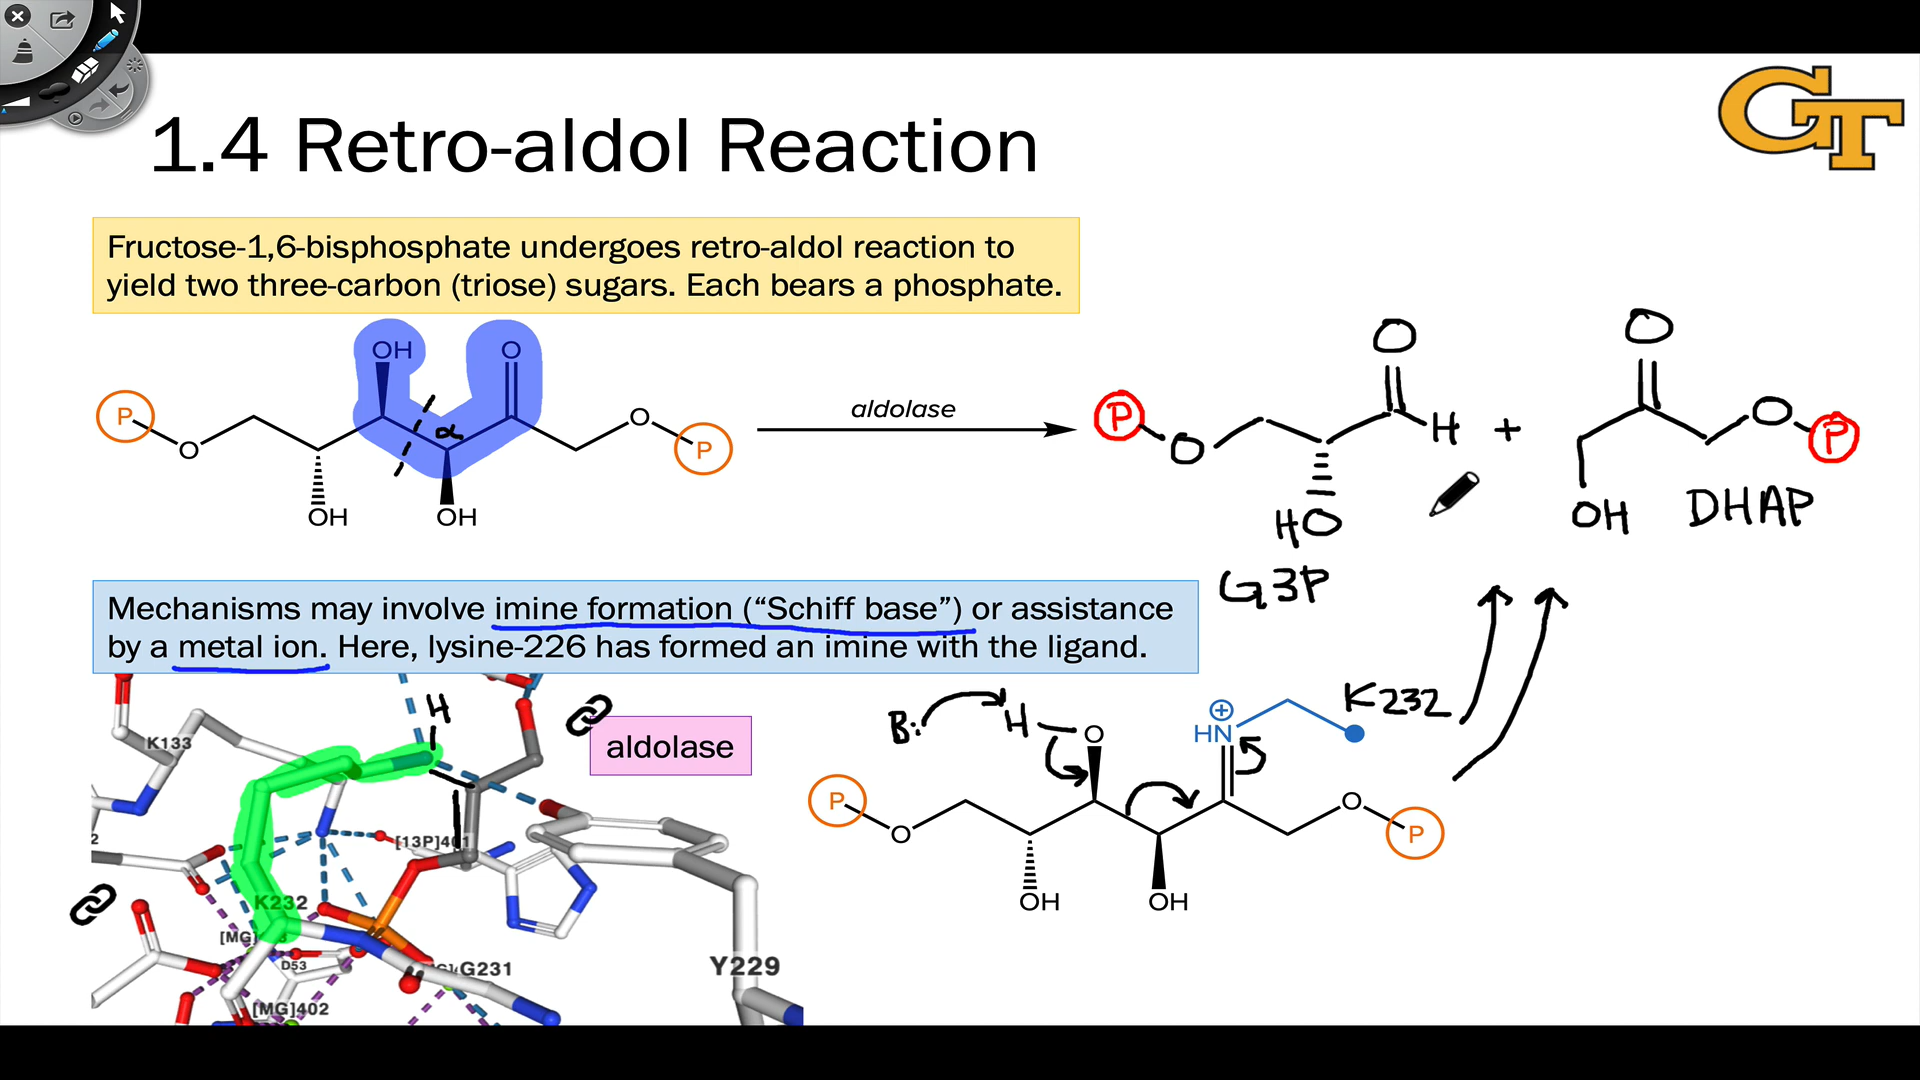 GT
1.4 Retro-aldol Reaction
Fructose-1,6-bisphosphate undergoes retro-aldol reaction to
yield two three-carbon (triose) sugars. Each bears a phosphate.
OH O
P O α O P
OH OH
aldolase
O
P O H
HO
G3P
+
O
O P
OH DHAP
Mechanisms may involve imine formation (“Schiff base”) or assistance
by a metal ion. Here, lysine-226 has formed an imine with the ligand.
H
aldolase
K133
[13P]401
2
K232
[MG]
D53
G231
Y229
[MG]402
B: H O HN ⊕ K232
P O O P
OH OH